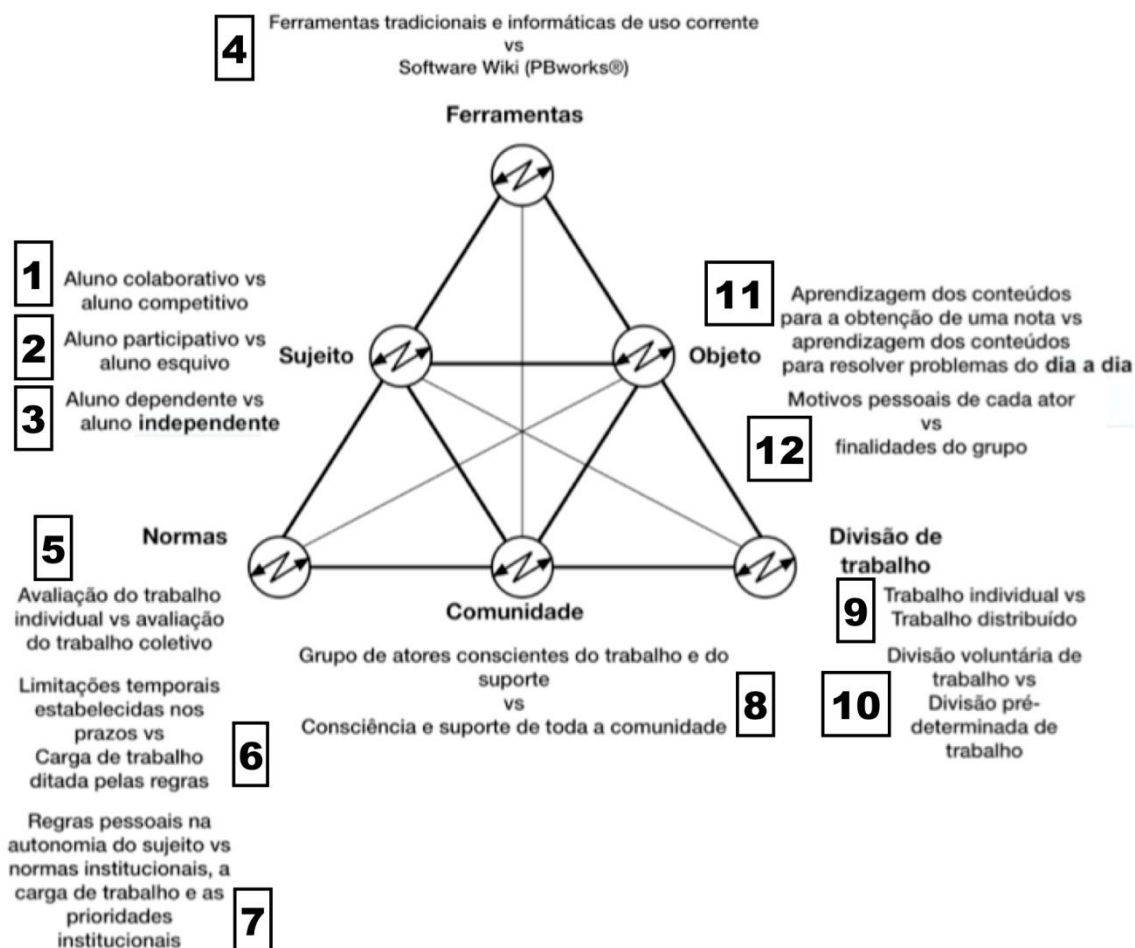 4
Ferramentas tradicionais e informáticas de uso corrente
vs
Software Wiki (PBworks®)
Ferramentas
1
Aluno colaborativo vs
aluno competitivo
2
Aluno participativo vs
aluno esquivo
3
Aluno dependente vs
aluno independente
Sujeito
Objeto
11
Aprendizagem dos conteúdos
para a obtenção de uma nota vs
aprendizagem dos conteúdos
para resolver problemas do dia a dia
12
Motivos pessoais de cada ator
vs
finalidades do grupo
Normas
5
Avaliação do trabalho
individual vs avaliação
do trabalho coletivo
Limitações temporais
estabelecidas nos
prazos vs
Carga de trabalho
ditada pelas regras
6
Regras pessoais na
autonomia do sujeito vs
normas institucionais, a
carga de trabalho e as
prioridades
institucionais
7
Comunidade
Grupo de atores conscientes do trabalho e do
suporte
vs
Consciência e suporte de toda a comunidade
8
Divisão de
trabalho
9
Trabalho individual vs
Trabalho distribuído
10
Divisão voluntária de
trabalho vs
Divisão pré-
determinada de
trabalho